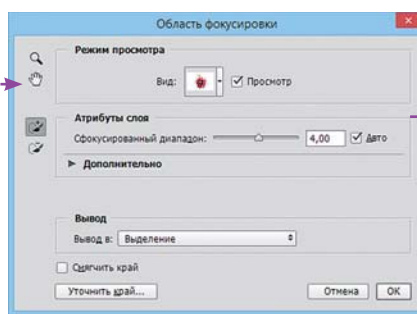 Область фокусировки
Режим просмотра
Вид:
Просмотр
Атрибуты слоя
Сфокусированный диапазон:
4,00
Авто
Дополнительно
Вывод
Вывод в: Выделение
Смягчить край
Уточнить край...
Отмена
OK